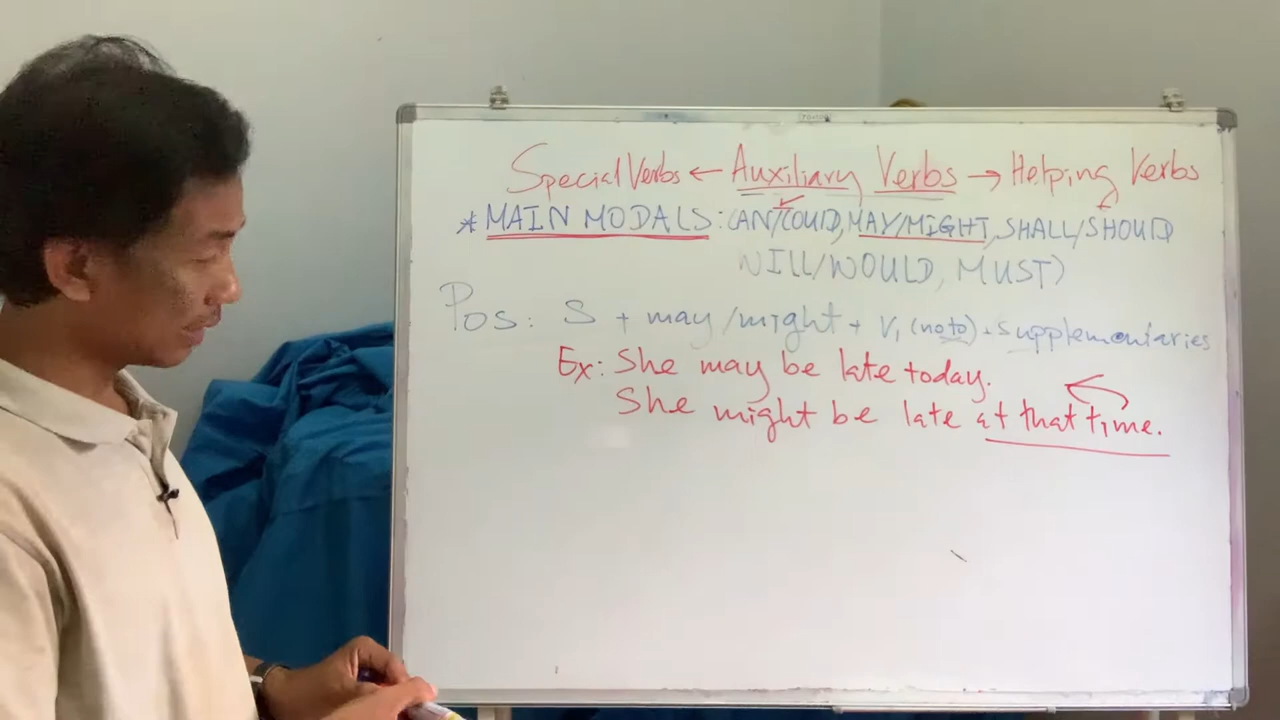 Special Verbs ← Auxiliary Verbs → Helping Verbs
* MAIN MODALS: (CAN/COULD, MAY/MIGHT, SHALL/SHOULD
WILL/WOULD, MUST)
Pos: S + may/might + V₁ (no to) + supplementaries
Ex: She may be late today.
She might be late at that time.